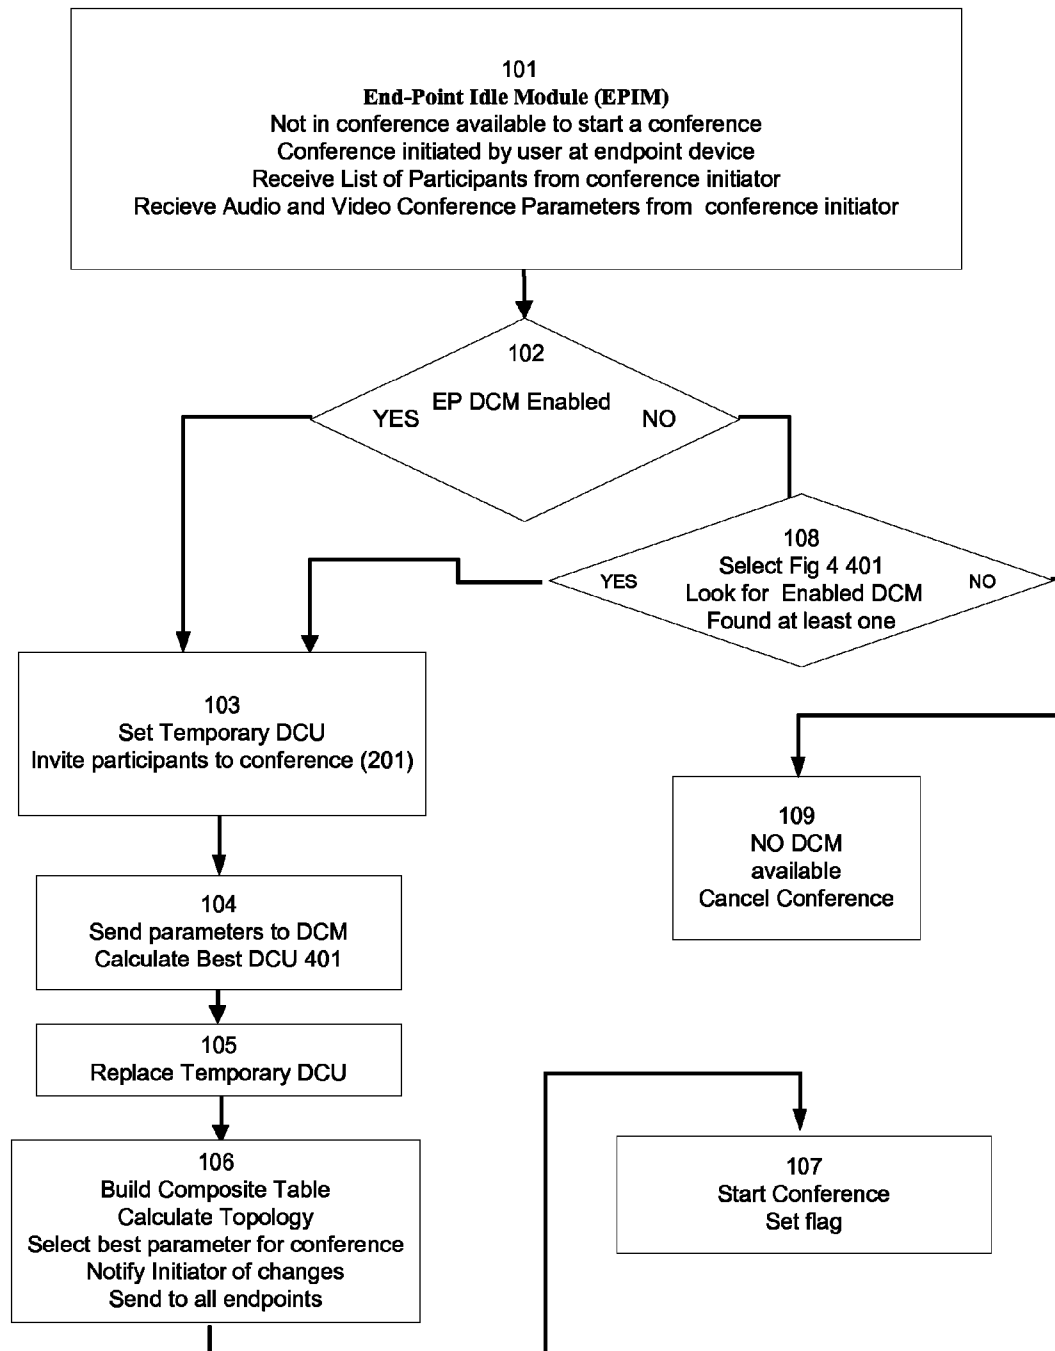 101
End-Point Idle Module (EPIM)
Not in conference available to start a conference
Conference initiated by user at endpoint device
Receive List of Participants from conference initiator
Recieve Audio and Video Conference Parameters from conference initiator
102
EP DCM Enabled
YES
NO
108
Select Fig 4 401
YES
NO
Look for Enabled DCM
Found at least one
103
Set Temporary DCU
Invite participants to conference (201)
109
NO DCM
available
Cancel Conference
104
Send parameters to DCM
Calculate Best DCU 401
105
Replace Temporary DCU
106
Build Composite Table
Calculate Topology
Select best parameter for conference
Notify Initiator of changes
Send to all endpoints
107
Start Conference
Set flag